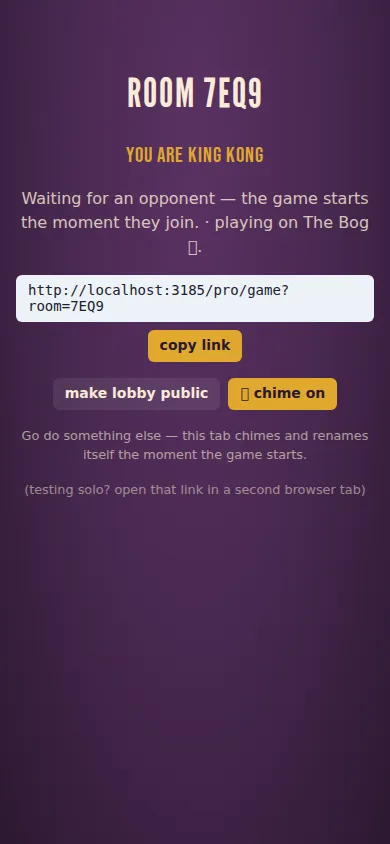 ROOM 7EQ9
YOU ARE KING KONG
Waiting for an opponent — the game starts
the moment they join. · playing on The Bog
.
http://localhost:3185/pro/game?
room=7EQ9
copy link
make lobby public
chime on
Go do something else — this tab chimes and renames
itself the moment the game starts.
(testing solo? open that link in a second browser tab)